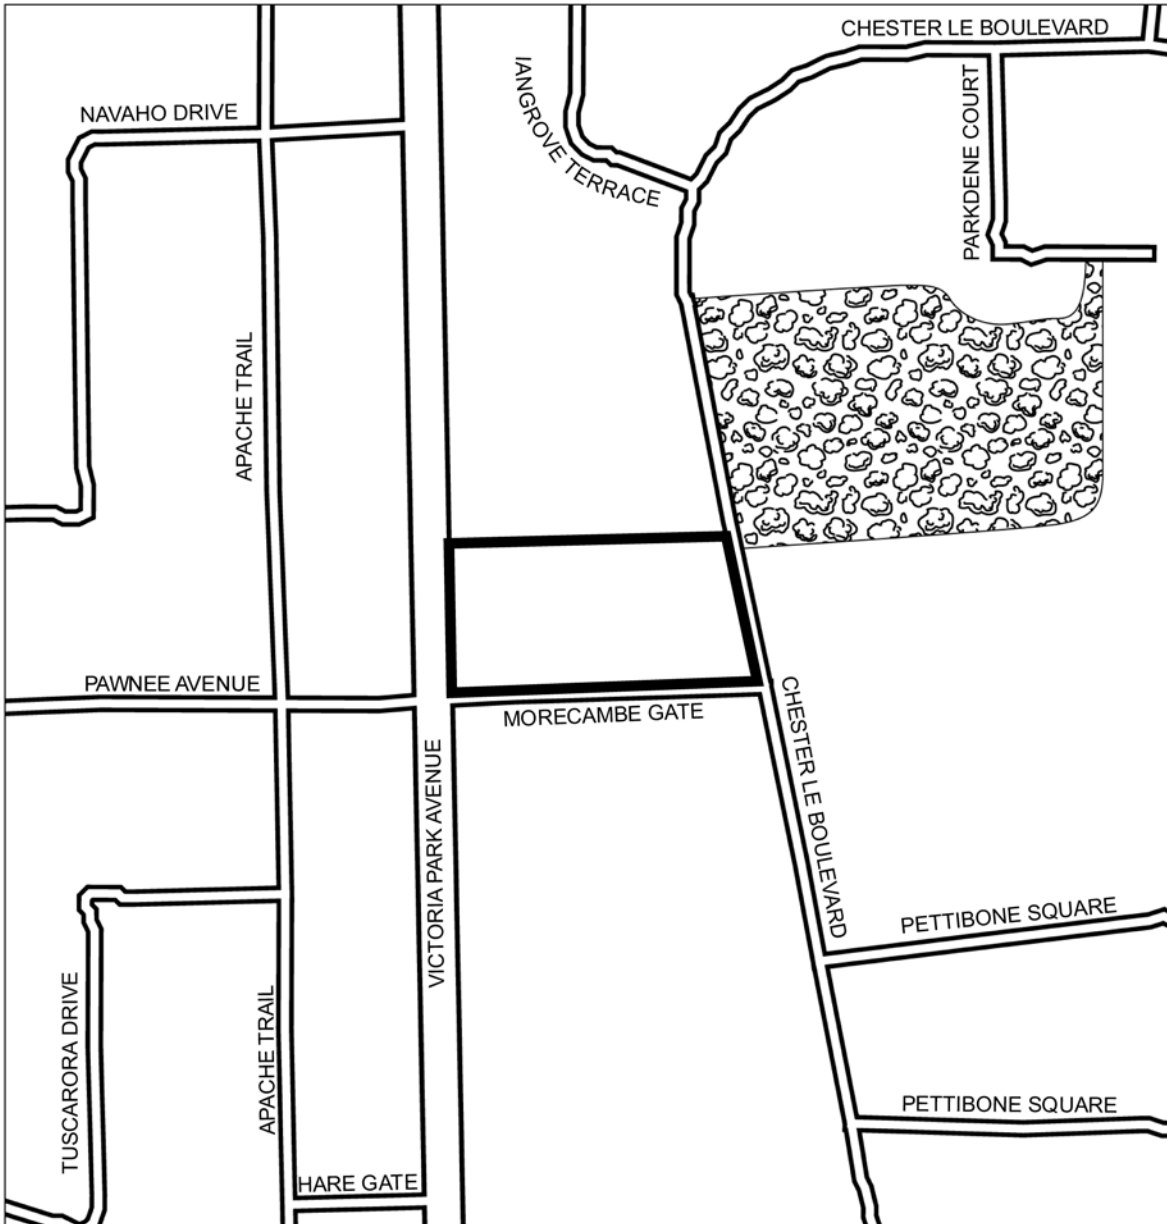 CHESTER LE BOULEVARD
IANGROVE TERRACE
PARKDENE COURT
NAVAHO DRIVE
APACHE TRAIL
PAWNEE AVENUE
MORECAMBE GATE
CHESTER LE BOULEVARD
VICTORIA PARK AVENUE
PETTIBONE SQUARE
TUSCARORA DRIVE
APACHE TRAIL
PETTIBONE SQUARE
HARE GATE